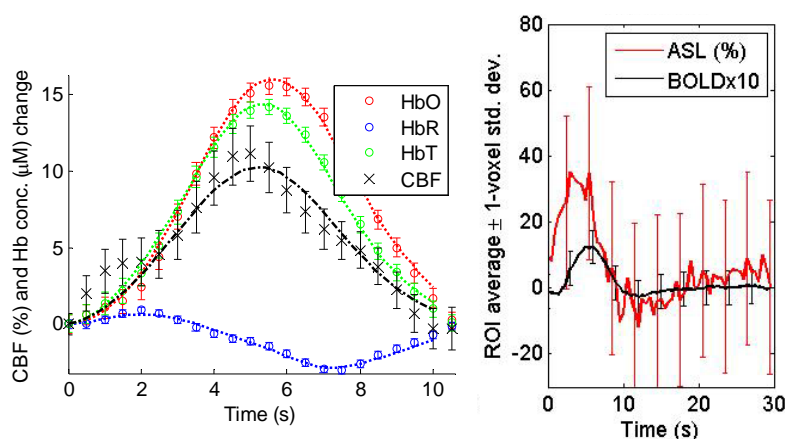 CBF (%) and Hb conc. (μM) change
15
10
5
0
0
2
4
6
8
10
Time (s)
HbO
HbR
HbT
CBF
ROI average ± 1-voxel std. dev.
80
60
40
20
0
-20
0
10
20
30
Time (s)
ASL (%)
BOLDx10